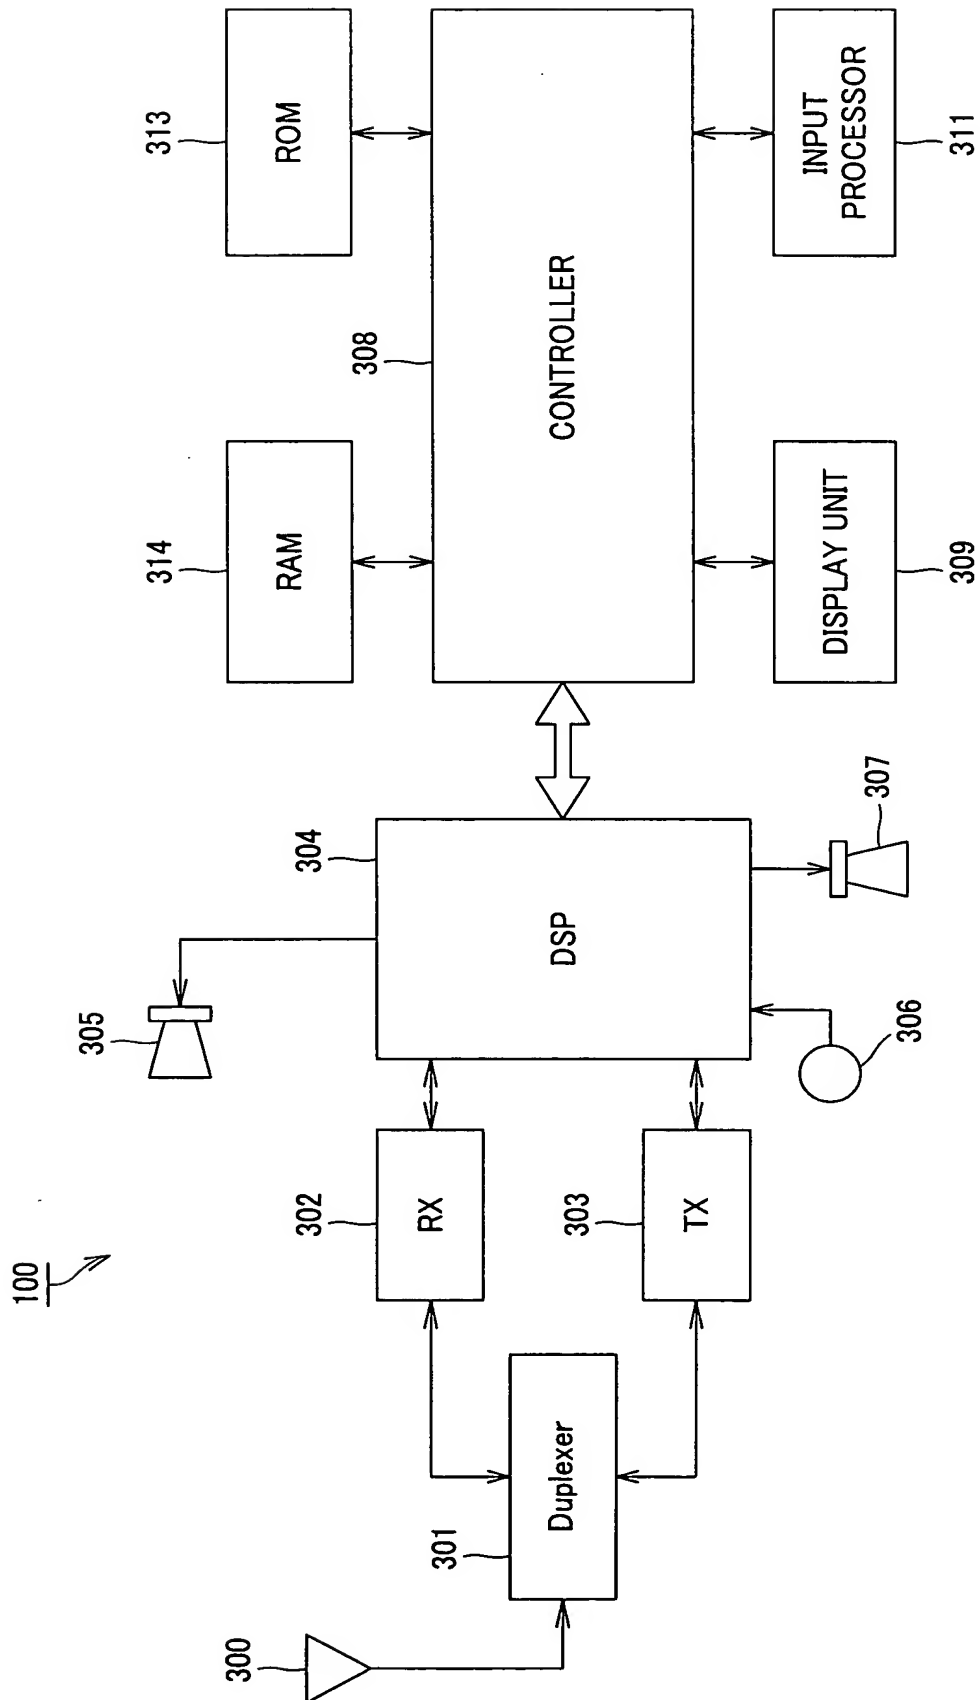 100
300
301
Duplexer
302
RX
303
TX
304
DSP
305
306
307
308
CONTROLLER
314
RAM
313
ROM
DISPLAY UNIT
309
INPUT
PROCESSOR
311